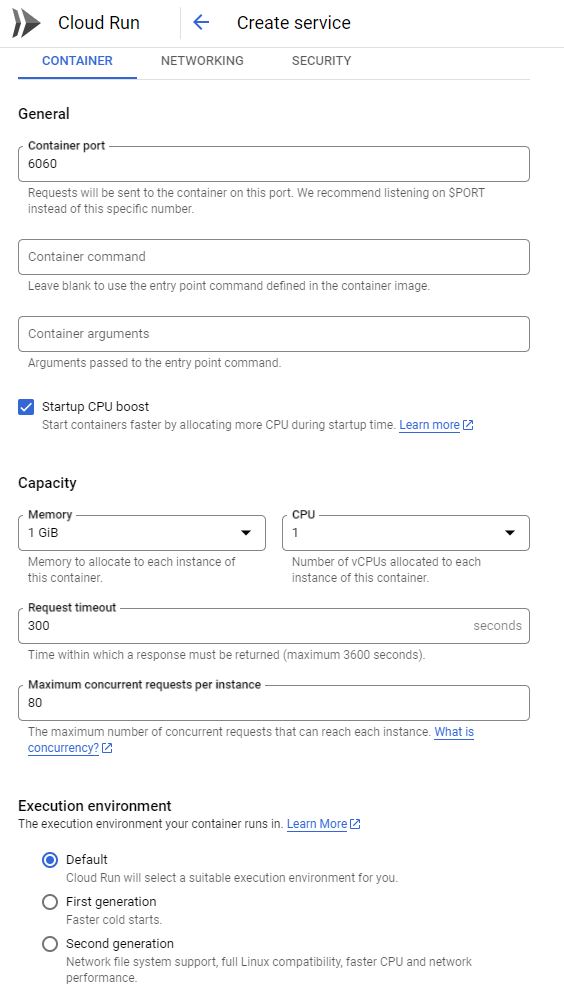 Cloud Run
Create service
CONTAINER NETWORKING SECURITY
General
Container port
6060
Requests will be sent to the container on this port. We recommend listening on $PORT
instead of this specific number.
Container command
Leave blank to use the entry point command defined in the container image.
Container arguments
Arguments passed to the entry point command.
Startup CPU boost
Start containers faster by allocating more CPU during startup time. Learn more
Capacity
Memory
1 GiB
Memory to allocate to each instance of
this container.
CPU
1
Number of vCPUs allocated to each
instance of this container.
Request timeout
300 seconds
Time within which a response must be returned (maximum 3600 seconds).
Maximum concurrent requests per instance
80
The maximum number of concurrent requests that can reach each instance. What is
concurrency?
Execution environment
The execution environment your container runs in. Learn More
Default
Cloud Run will select a suitable execution environment for you.
First generation
Faster cold starts.
Second generation
Network file system support, full Linux compatibility, faster CPU and network
performance.